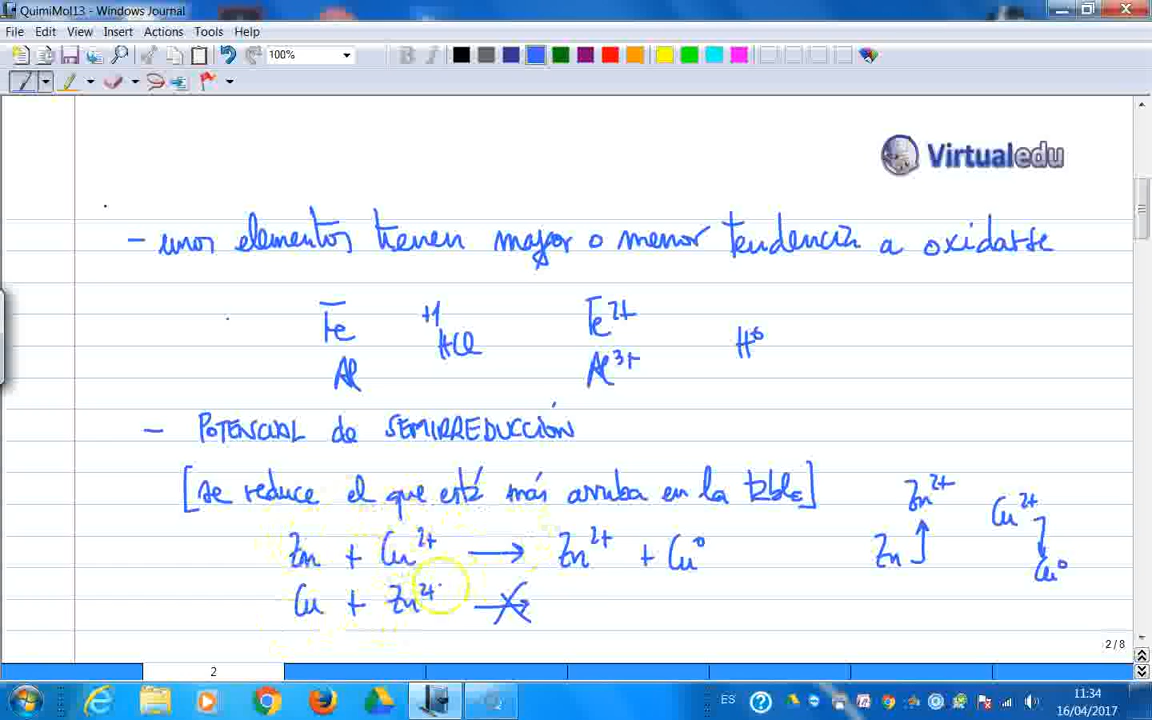 QuimiMol13 - Windows Journal
File Edit View Insert Actions Tools Help
100%
Virtualedu
- unos elementos tienen mayor o menor tendencia a oxidarse
Fe +1 HCl Fe2+ H0
Al Al3+
- POTENCIAL de SEMIRREDUCCIÓN
[se reduce el que está más arriba en la tabla]
Zn + Cu2+ → Zn2+ + Cu0
Cu + Zn2+ →
Zn Zn2+
Cu2+ Cu0
2 / 8
2
ES
11:34
16/04/2017